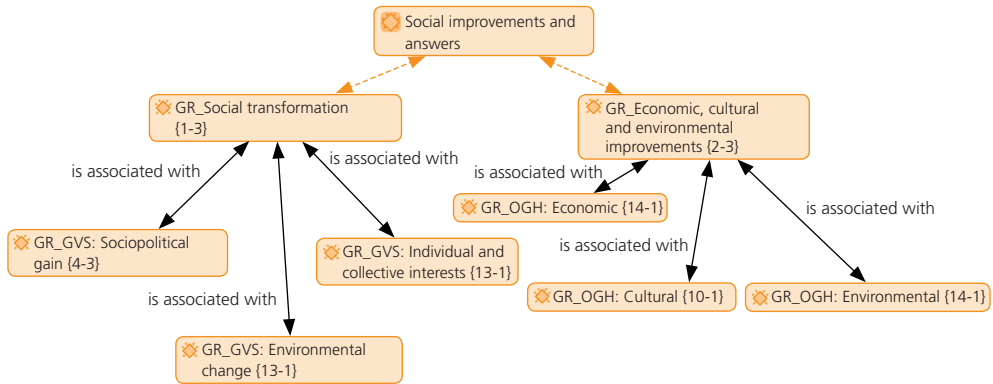 Social improvements and
answers
GR_Social transformation
{1-3}
GR_Economic, cultural
and environmental
improvements {2-3}
is associated with
is associated with
is associated with
GR_OGH: Economic {14-1}
is associated with
GR_GVS: Sociopolitical
gain {4-3}
GR_GVS: Individual and
collective interests {13-1}
is associated with
is associated with
GR_OGH: Cultural {10-1}
GR_OGH: Environmental {14-1}
GR_GVS: Environmental
change {13-1}